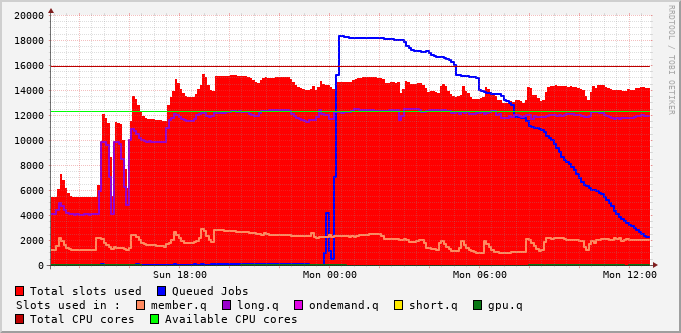 RRDTOOL / TOBI OETIKER
20000
18000
16000
14000
12000
10000
8000
6000
4000
2000
0
Sun 18:00 Mon 00:00 Mon 06:00 Mon 12:00
Total slots used Queued Jobs
Slots used in : member.q long.q ondemand.q short.q gpu.q
Total CPU cores Available CPU cores